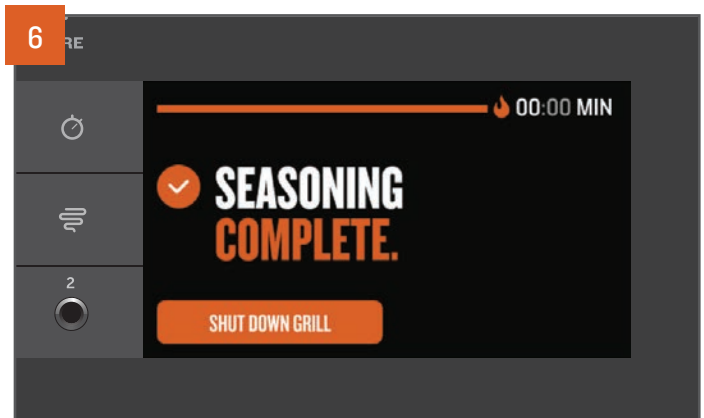 6
RE
00:00 MIN
SEASONING
COMPLETE.
2
SHUT DOWN GRILL